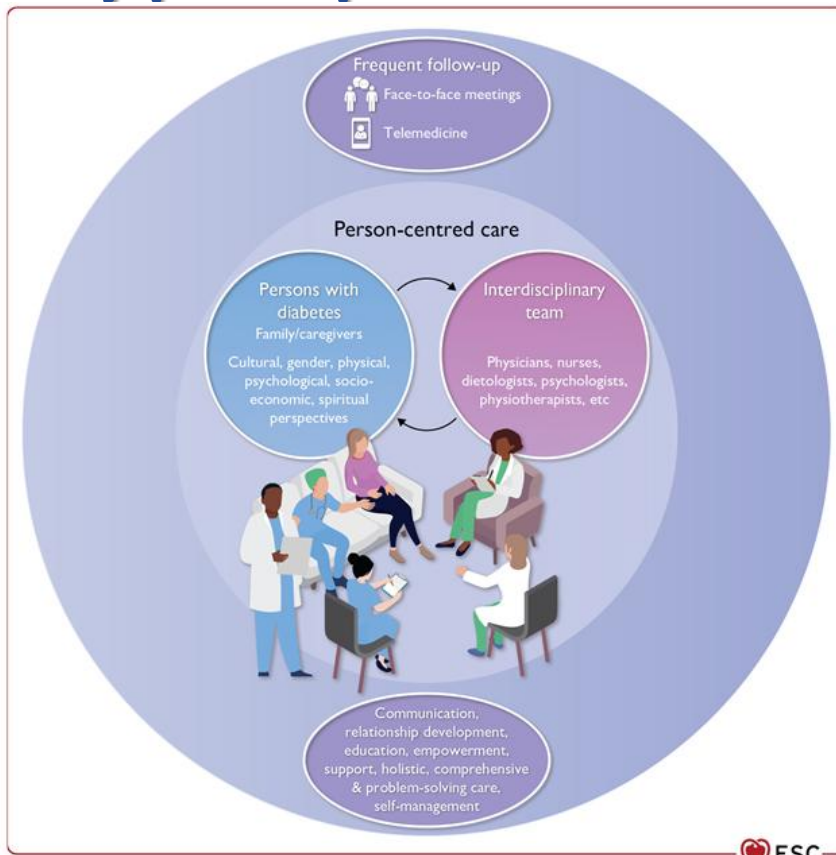 Frequent follow-up
Face-to-face meetings
Telemedicine
Person-centred care
Persons with
diabetes
Family/caregivers
Cultural, gender, physical,
psychological, socio-
economic, spiritual
perspectives
Interdisciplinary
team
Physicians, nurses,
dietologists, psychologists,
physiotherapists, etc
Communication,
relationship development,
education, empowerment,
support, holistic, comprehensive
& problem-solving care,
self-management
ESC